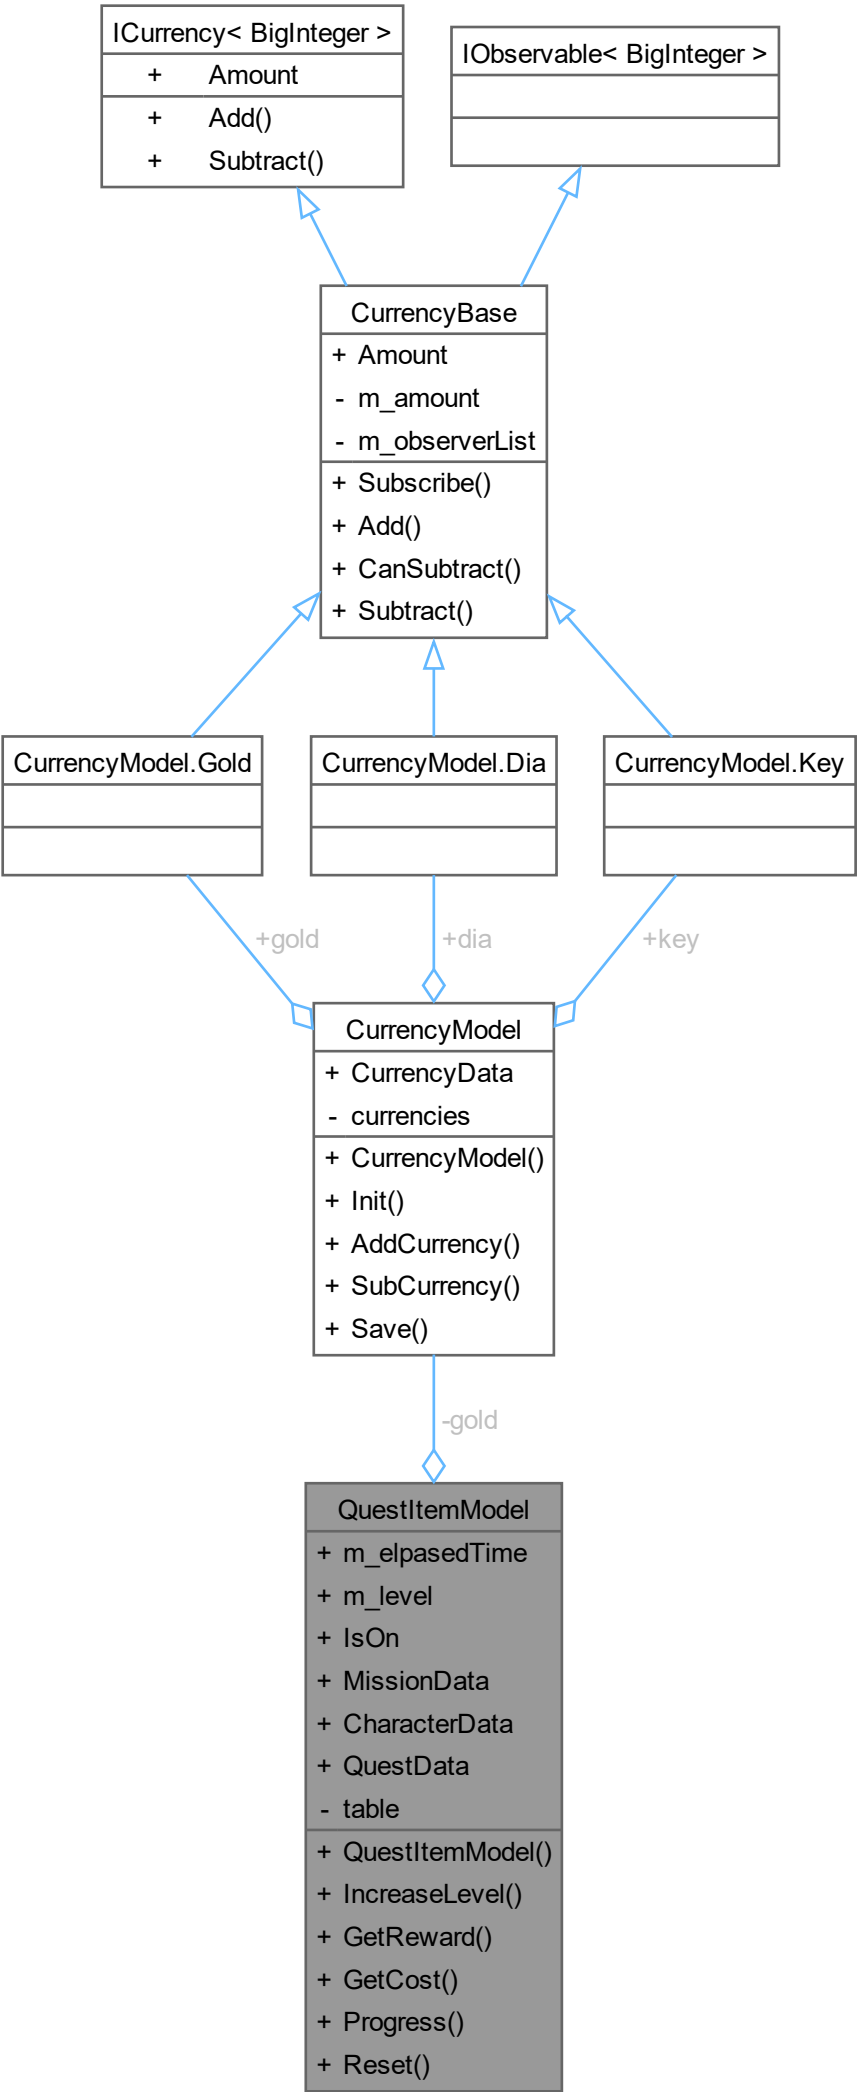 ICurrency< BigInteger >
+ Amount
+ Add()
+ Subtract()
IObservable< BigInteger >
CurrencyBase
+ Amount
- m_amount
- m_observerList
+ Subscribe()
+ Add()
+ CanSubtract()
+ Subtract()
CurrencyModel.Gold
CurrencyModel.Dia
CurrencyModel.Key
+gold
+dia
+key
CurrencyModel
+ CurrencyData
- currencies
+ CurrencyModel()
+ Init()
+ AddCurrency()
+ SubCurrency()
+ Save()
-gold
QuestItemModel
+ m_elpasedTime
+ m_level
+ IsOn
+ MissionData
+ CharacterData
+ QuestData
- table
+ QuestItemModel()
+ IncreaseLevel()
+ GetReward()
+ GetCost()
+ Progress()
+ Reset()